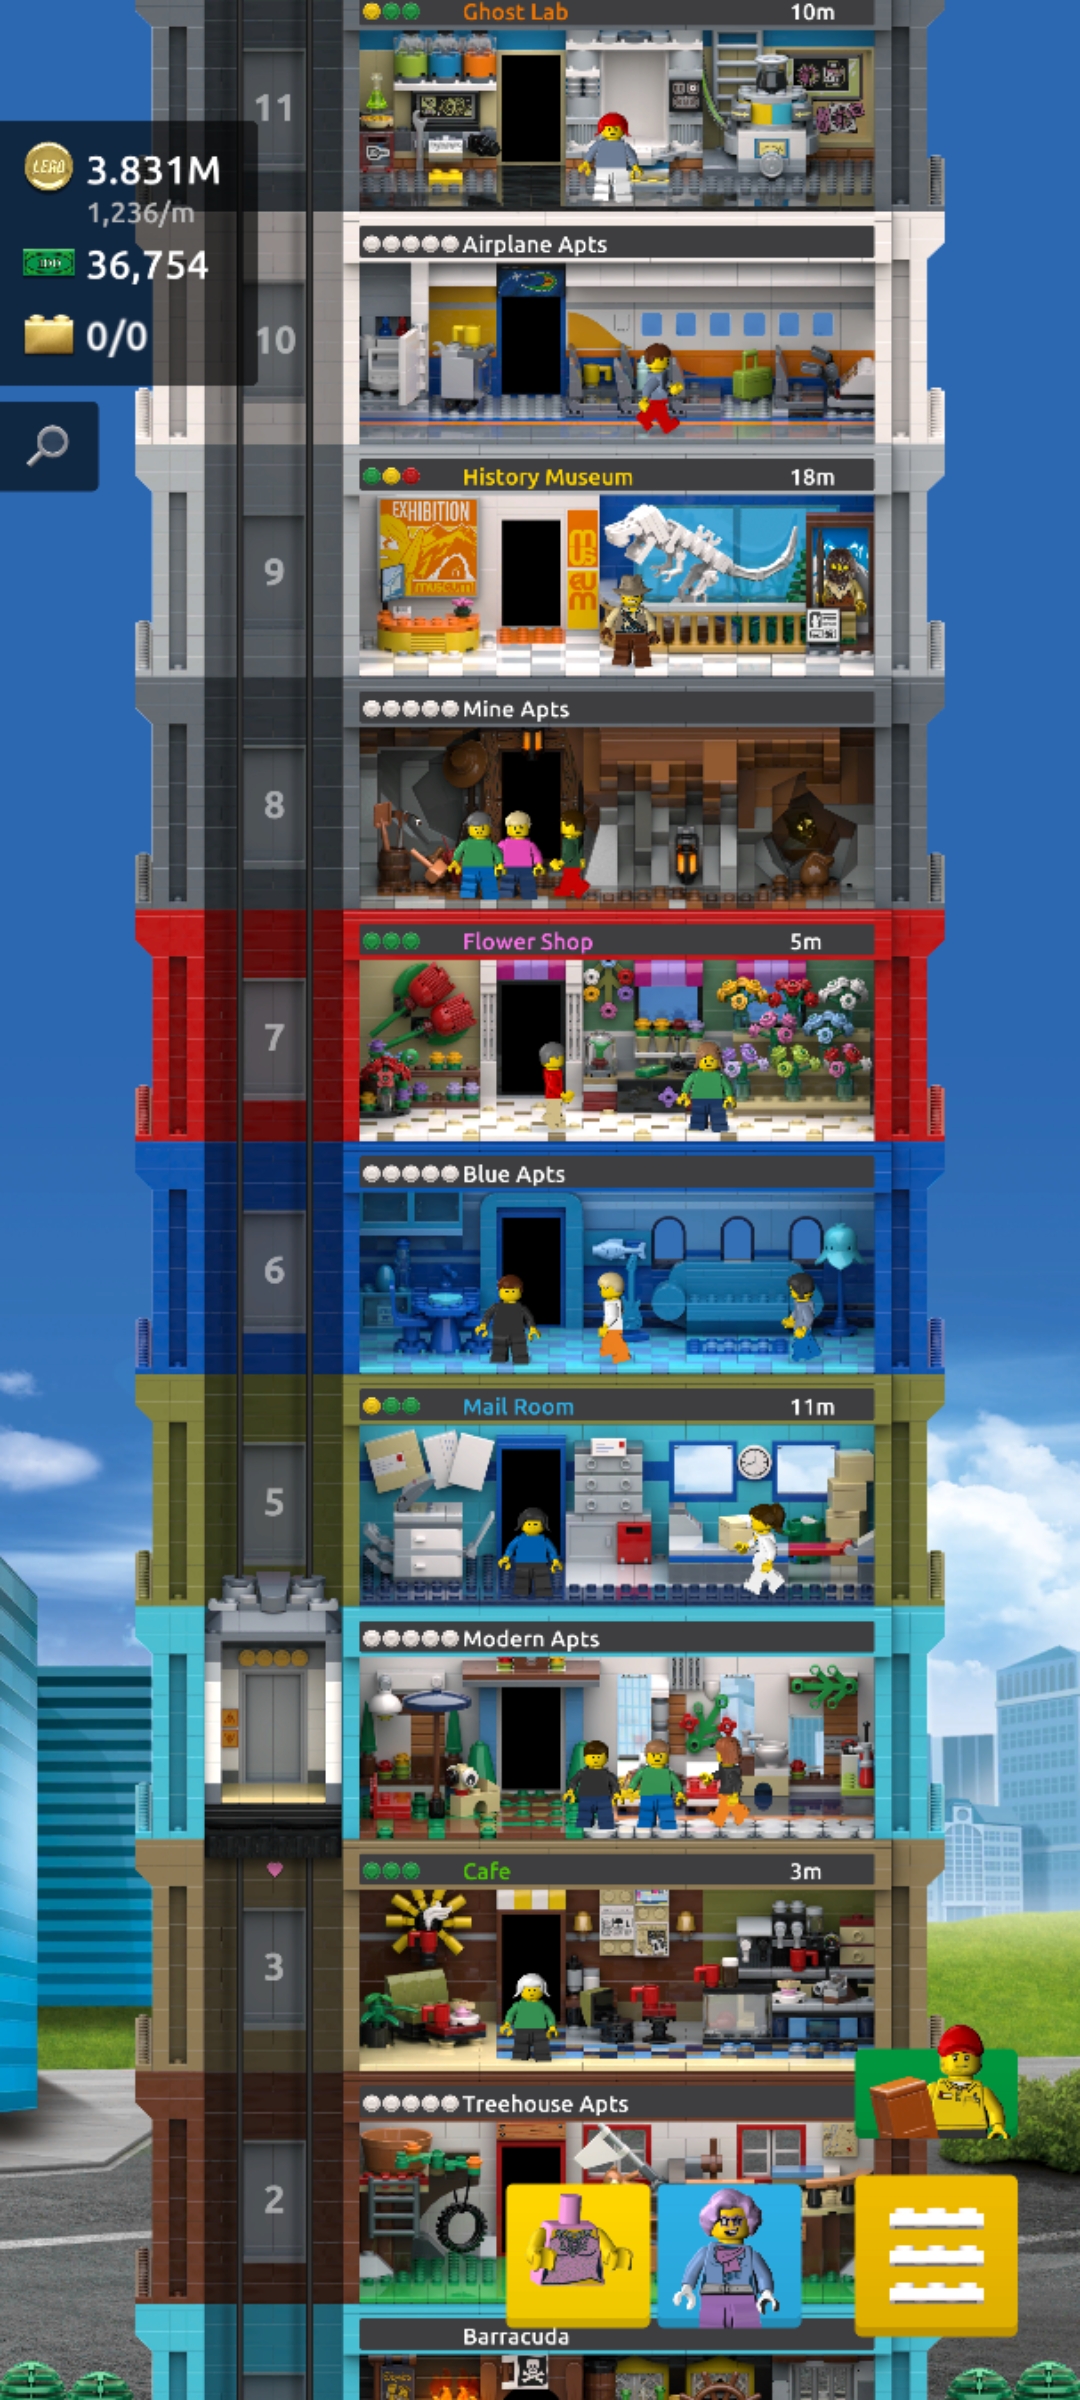 Ghost Lab 10m
11
LEGO
3.831M
1,236/m
36,754
0/0
Airplane Apts
10
History Museum 18m
EXHIBITION
museum
mus
eum
9
Mine Apts
8
Flower Shop 5m
7
Blue Apts
6
Mail Room 11m
5
Modern Apts
Cafe 3m
3
Treehouse Apts
2
Barracuda